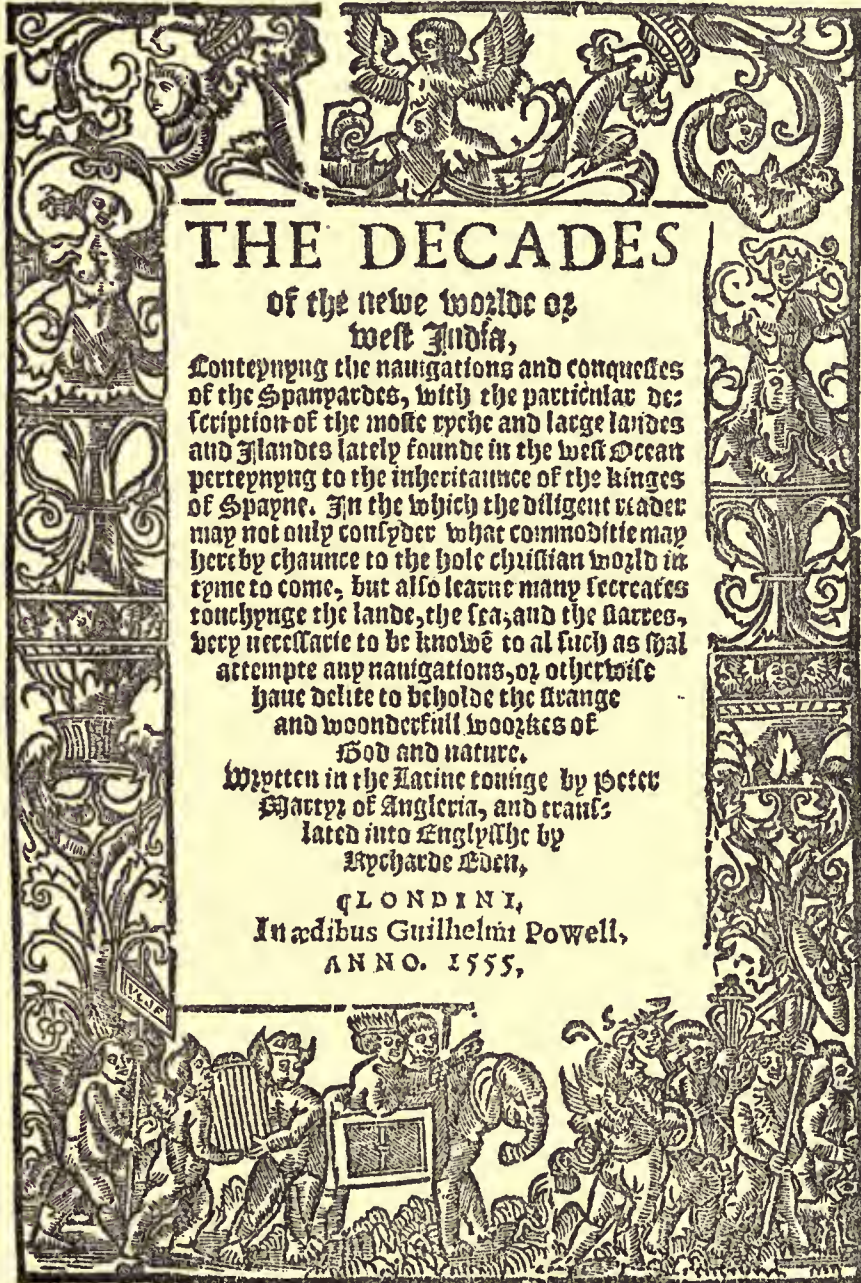 THE DECADES
of the newe worlde or
west India,
Conteynyng the nauigations and conquestes
of the Spanyardes, with the particular de=
scription of the moste ryche and large landes
and Ilandes lately founde in the west Ocean
perteynyng to the inheritaunce of the kinges
of Spayne. In the which the diligent reader
may not only consyder what commoditie may
hereby chaunce to the hole christian world in
tyme to come, but also learne many secreates
touchynge the lande, the sea, and the starres,
very necessarie to be knowē to al such as shal
attempte any nauigations, or otherwise
haue delite to beholde the strange
and woonderfull woorkes of
God and nature.
Wrytten in the Latine tounge by Peter
Martyr of Angleria, and trans=
lated into Englysshe by
Rycharde Eden.
¶LONDINI,
In ædibus Guilhelmi Powell,
ANNO. 1555,